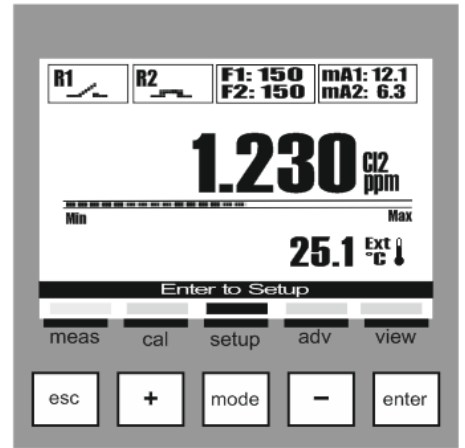 R1 R2 F1: 150 mA1: 12.1
F2: 150 mA2: 6.3
1.230 Cl2
ppm
Min Max
25.1 Ext
°C
Enter to Setup
meas cal setup adv view
esc + mode − enter